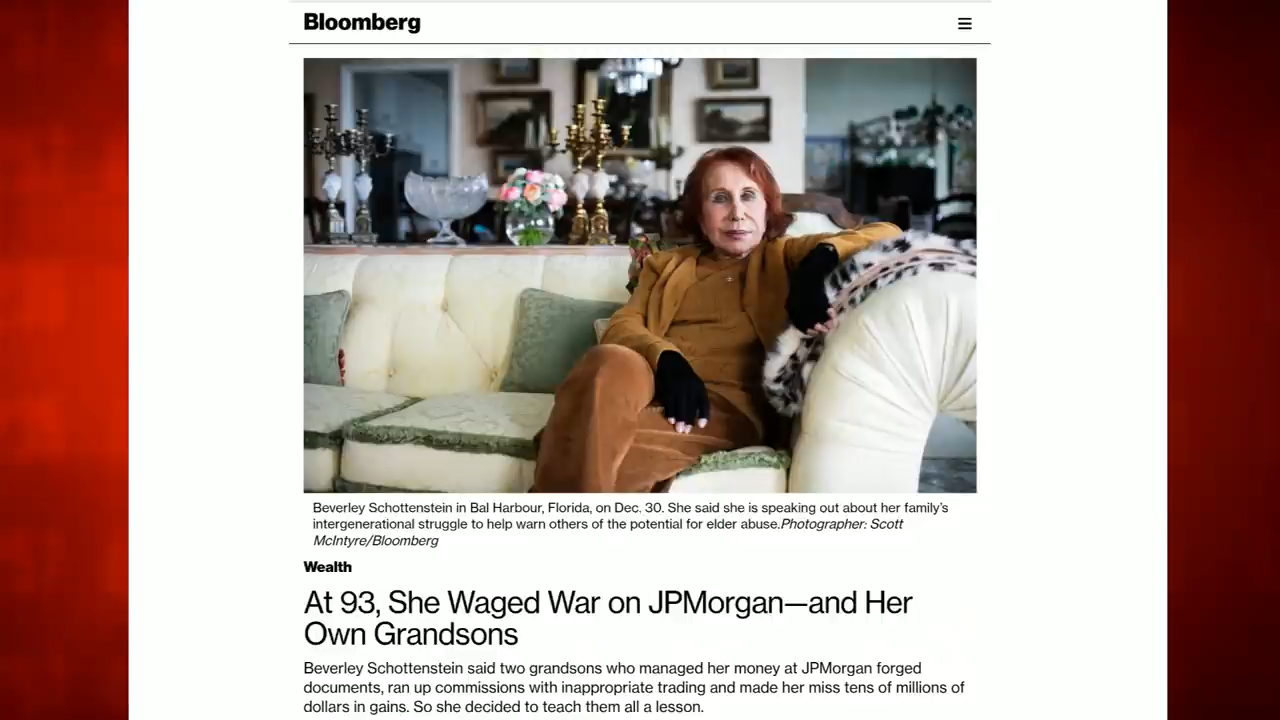 Bloomberg
Beverley Schottenstein in Bal Harbour, Florida, on Dec. 30. She said she is speaking out about her family's
intergenerational struggle to help warn others of the potential for elder abuse.Photographer: Scott
McIntyre/Bloomberg
Wealth
At 93, She Waged War on JPMorgan—and Her
Own Grandsons
Beverley Schottenstein said two grandsons who managed her money at JPMorgan forged
documents, ran up commissions with inappropriate trading and made her miss tens of millions of
dollars in gains. So she decided to teach them all a lesson.